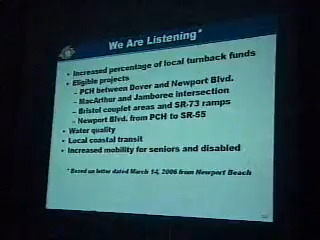 We Are Listening*
• Increased percentage of local turnback funds
• Eligible projects
– PCH between Dover and Newport Blvd.
– MacArthur and Jamboree intersection
– Bristol couplet areas and SR-73 ramps
– Newport Blvd. from PCH to SR-55
• Water quality
• Local coastal transit
• Increased mobility for seniors and disabled
* Based on letter dated March 14, 2006 from Newport Beach